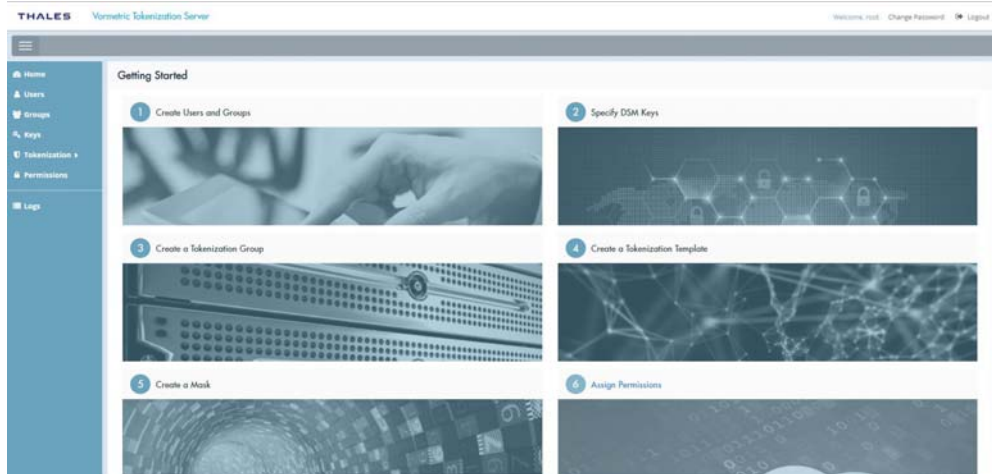 THALES Vormetric Tokenization Server Welcome, root Change Password Logout
Home
Users
Groups
Keys
Tokenization
Permissions
Logs
Getting Started
1 Create Users and Groups
2 Specify DSM Keys
3 Create a Tokenization Group
4 Create a Tokenization Template
5 Create a Mask
6 Assign Permissions